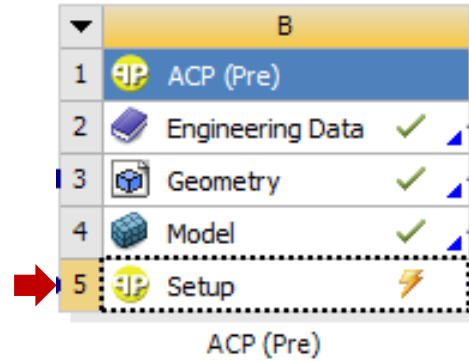 B
1 ACP (Pre)
2 Engineering Data
3 Geometry
4 Model
5 Setup
ACP (Pre)